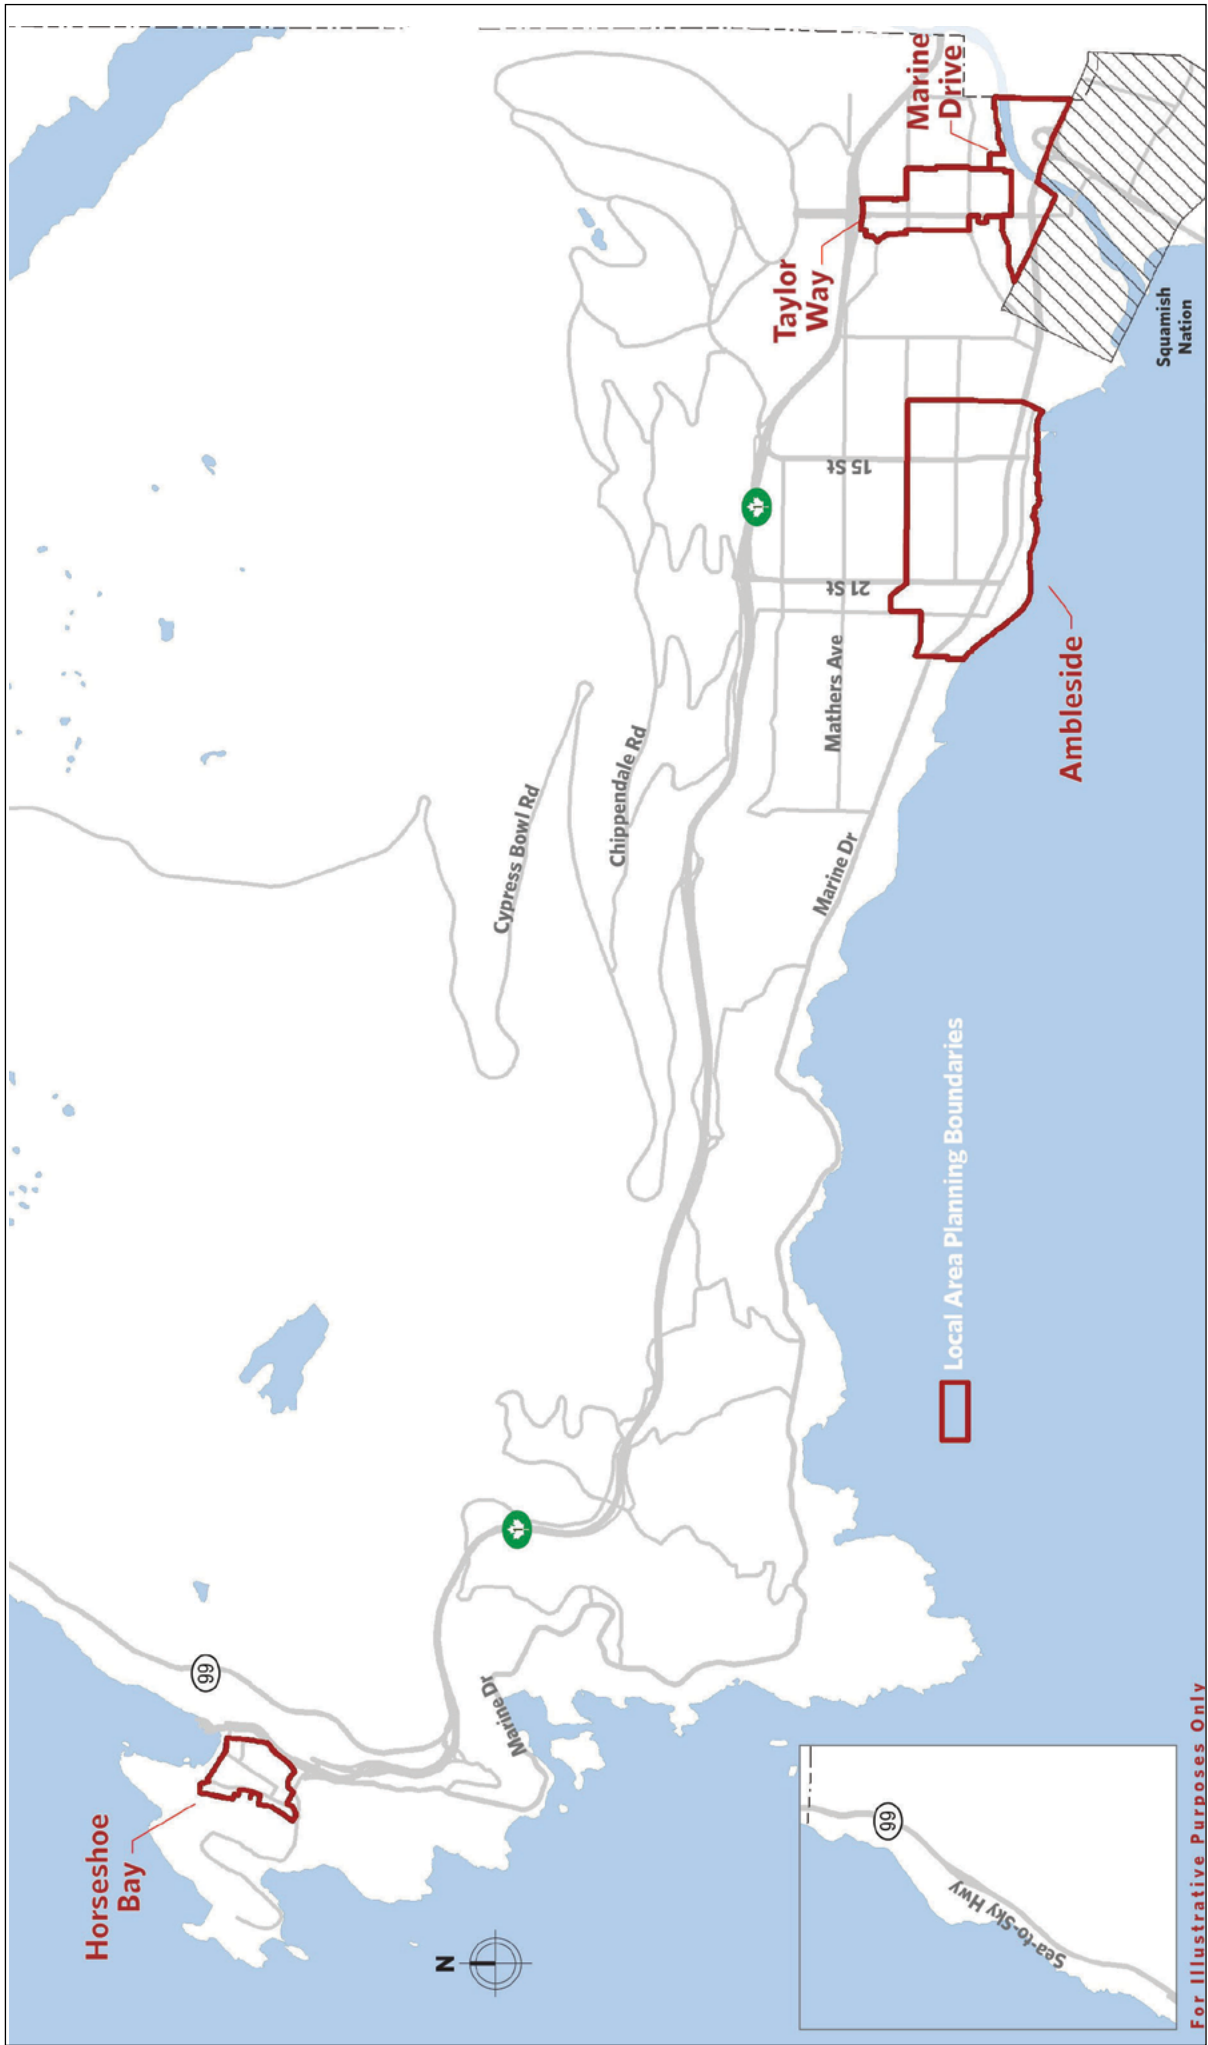 Horseshoe
Bay
99
Marine Dr
1
Cypress Bowl Rd
Chippendale Rd
1
Mathers Ave
21 St
15 St
Marine Dr
Taylor
Way
Marine
Drive
Squamish
Nation
Ambleside
Local Area Planning Boundaries
N
99
Sea-to-Sky Hwy
For Illustrative Purposes Only